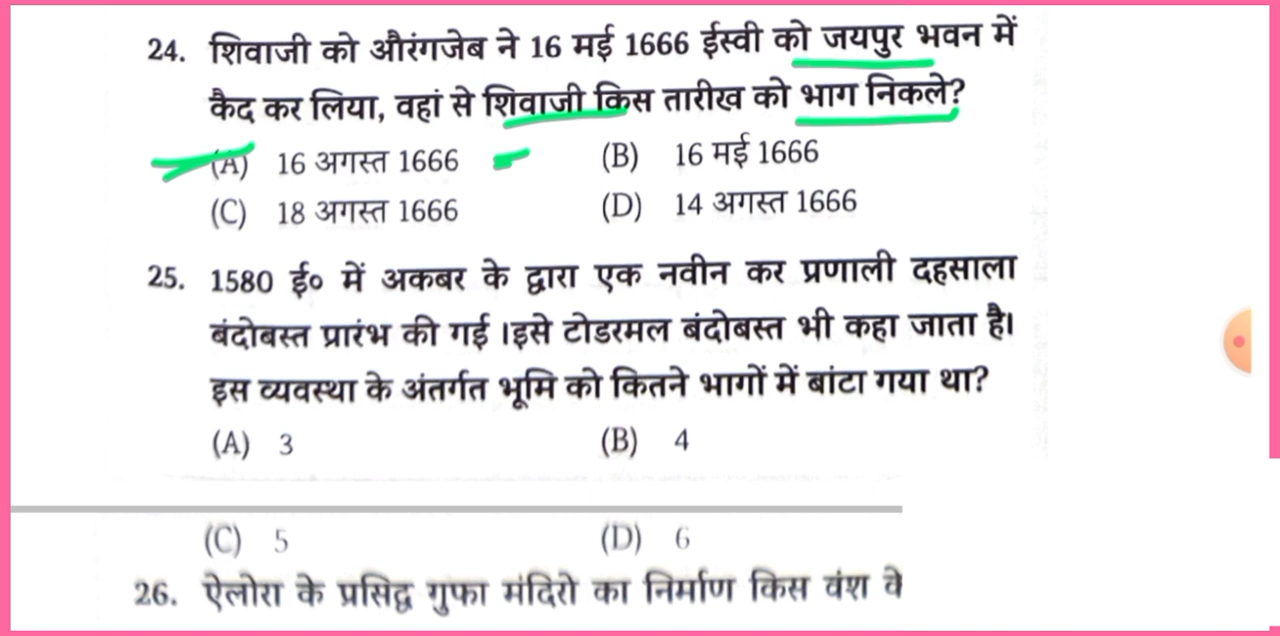 24. शिवाजी को औरंगजेब ने 16 मई 1666 ईस्वी को जयपुर भवन में
कैद कर लिया, वहां से शिवाजी किस तारीख को भाग निकले?
(A) 16 अगस्त 1666 (B) 16 मई 1666
(C) 18 अगस्त 1666 (D) 14 अगस्त 1666
25. 1580 ई० में अकबर के द्वारा एक नवीन कर प्रणाली दहसाला
बंदोबस्त प्रारंभ की गई ।इसे टोडरमल बंदोबस्त भी कहा जाता है।
इस व्यवस्था के अंतर्गत भूमि को कितने भागों में बांटा गया था?
(A) 3 (B) 4
(C) 5 (D) 6
26. ऐलोरा के प्रसिद्ध गुफा मंदिरो का निर्माण किस वंश के